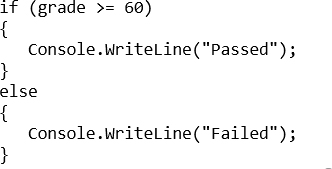 if (grade >= 60)
{
   Console.WriteLine("Passed");
}
else
{
   Console.WriteLine("Failed");
}